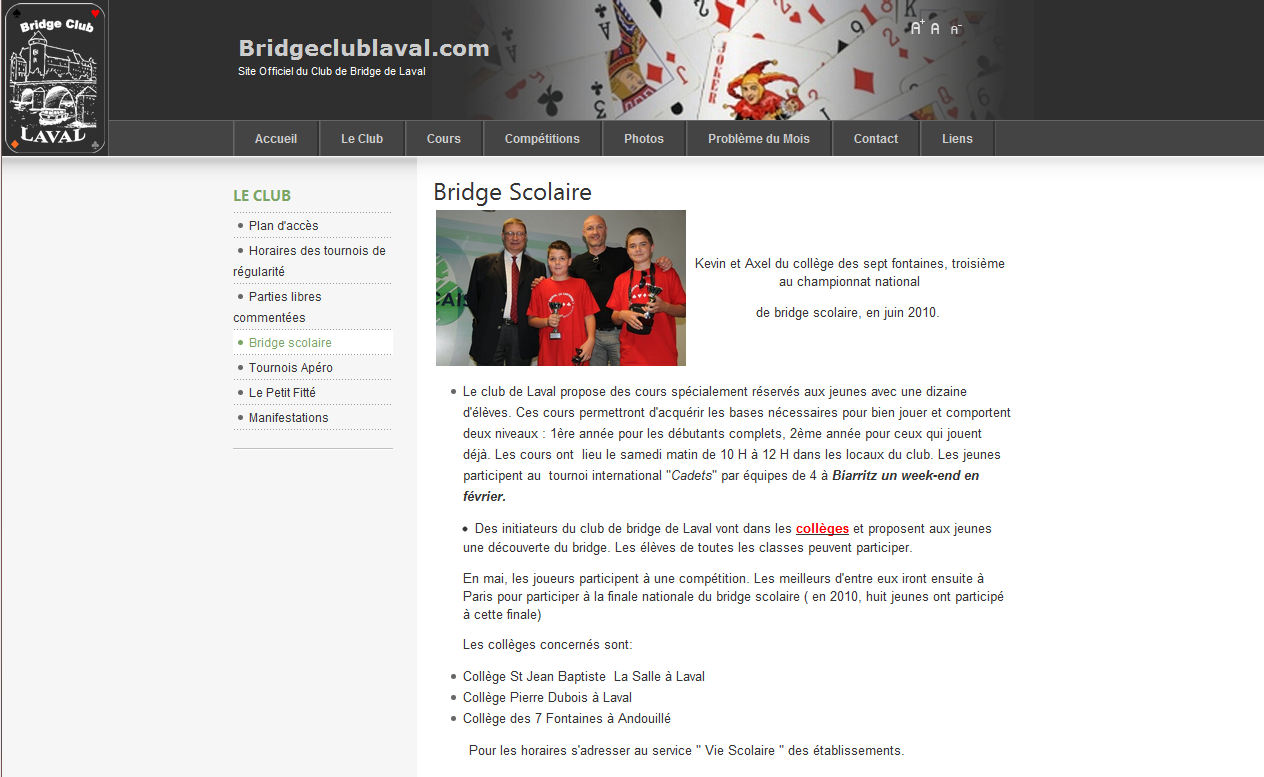 Bridge Club
LAVAL
Bridgeclublaval.com
Site Officiel du Club de Bridge de Laval
A+ A A-
JOKER
Accueil Le Club Cours Compétitions Photos Problème du Mois Contact Liens
LE CLUB
Plan d'accès
Horaires des tournois de
régularité
Parties libres
commentées
Bridge scolaire
Tournois Apéro
Le Petit Fitté
Manifestations
Bridge Scolaire
Kevin et Axel du collège des sept fontaines, troisième
au championnat national
de bridge scolaire, en juin 2010.
Le club de Laval propose des cours spécialement réservés aux jeunes avec une dizaine
d'élèves. Ces cours permettront d'acquérir les bases nécessaires pour bien jouer et comportent
deux niveaux : 1ère année pour les débutants complets, 2ème année pour ceux qui jouent
déjà. Les cours ont  lieu le samedi matin de 10 H à 12 H dans les locaux du club. Les jeunes
participent au  tournoi international "Cadets" par équipes de 4 à Biarritz un week-end en
février.
• Des initiateurs du club de bridge de Laval vont dans les collèges et proposent aux jeunes
une découverte du bridge. Les élèves de toutes les classes peuvent participer.
En mai, les joueurs participent à une compétition. Les meilleurs d'entre eux iront ensuite à
Paris pour participer à la finale nationale du bridge scolaire ( en 2010, huit jeunes ont participé
à cette finale)
Les collèges concernés sont:
Collège St Jean Baptiste  La Salle à Laval
Collège Pierre Dubois à Laval
Collège des 7 Fontaines à Andouillé
Pour les horaires s'adresser au service " Vie Scolaire " des établissements.